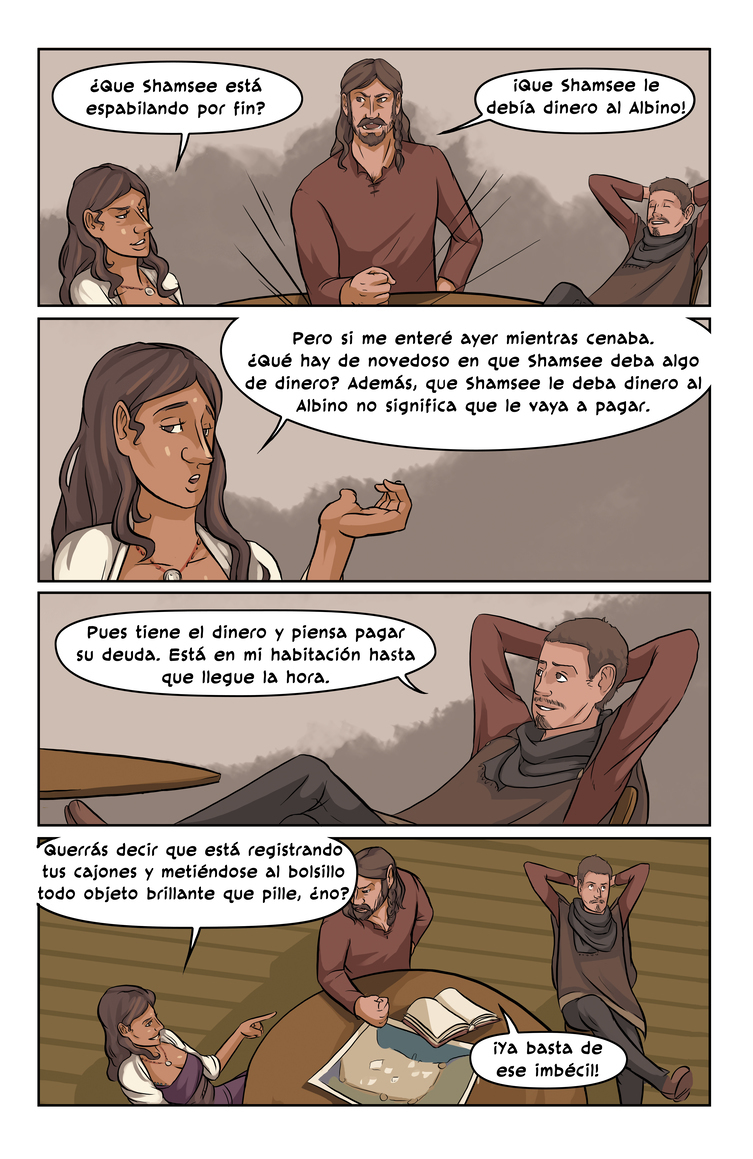 ¿Que Shamsee está
espabilando por fin?
¡Que Shamsee le
debía dinero al Albino!
Pero si me enteré ayer mientras cenaba.
¿Qué hay de novedoso en que Shamsee deba algo
de dinero? Además, que Shamsee le deba dinero al
Albino no significa que le vaya a pagar.
Pues tiene el dinero y piensa pagar
su deuda. Está en mi habitación hasta
que llegue la hora.
Querrás decir que está registrando
tus cajones y metiéndose al bolsillo
todo objeto brillante que pille, ¿no?
¡Ya basta de
ese imbécil!